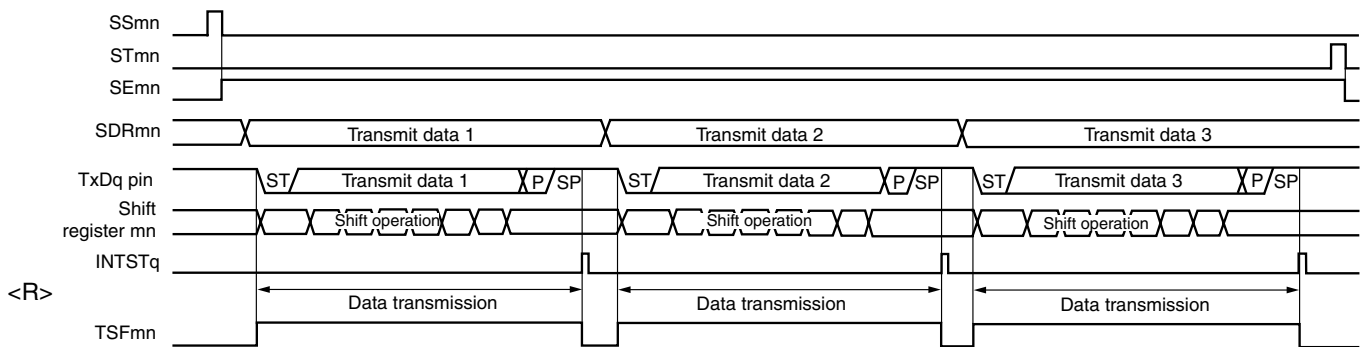 SSmn
STmn
SEmn
SDRmn Transmit data 1 Transmit data 2 Transmit data 3
TxDq pin ST Transmit data 1 P SP ST Transmit data 2 P SP ST Transmit data 3 P SP
Shift
register mn Shift operation Shift operation Shift operation
INTSTq
<R> Data transmission Data transmission Data transmission
TSFmn